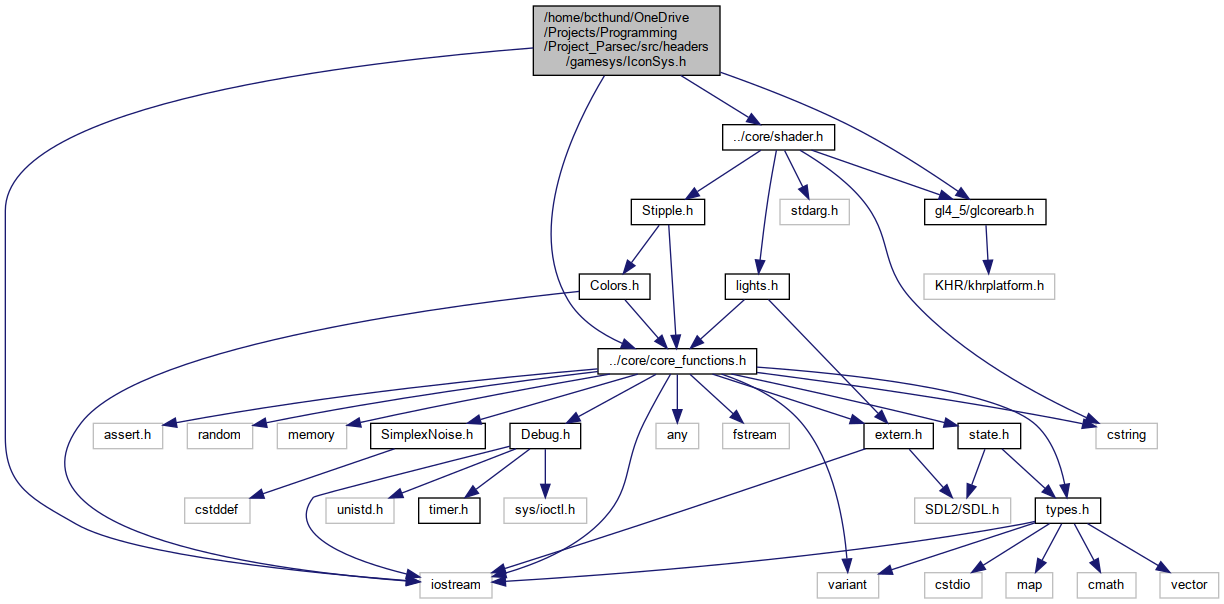 /home/bcthund/OneDrive
/Projects/Programming
/Project_Parsec/src/headers
/gamesys/IconSys.h
../core/shader.h
Stipple.h
stdarg.h
gl4_5/glcorearb.h
Colors.h
lights.h
KHR/khrplatform.h
../core/core_functions.h
assert.h
random
memory
SimplexNoise.h
Debug.h
any
fstream
extern.h
state.h
cstring
cstddef
unistd.h
timer.h
sys/ioctl.h
SDL2/SDL.h
types.h
iostream
variant
cstdio
map
cmath
vector